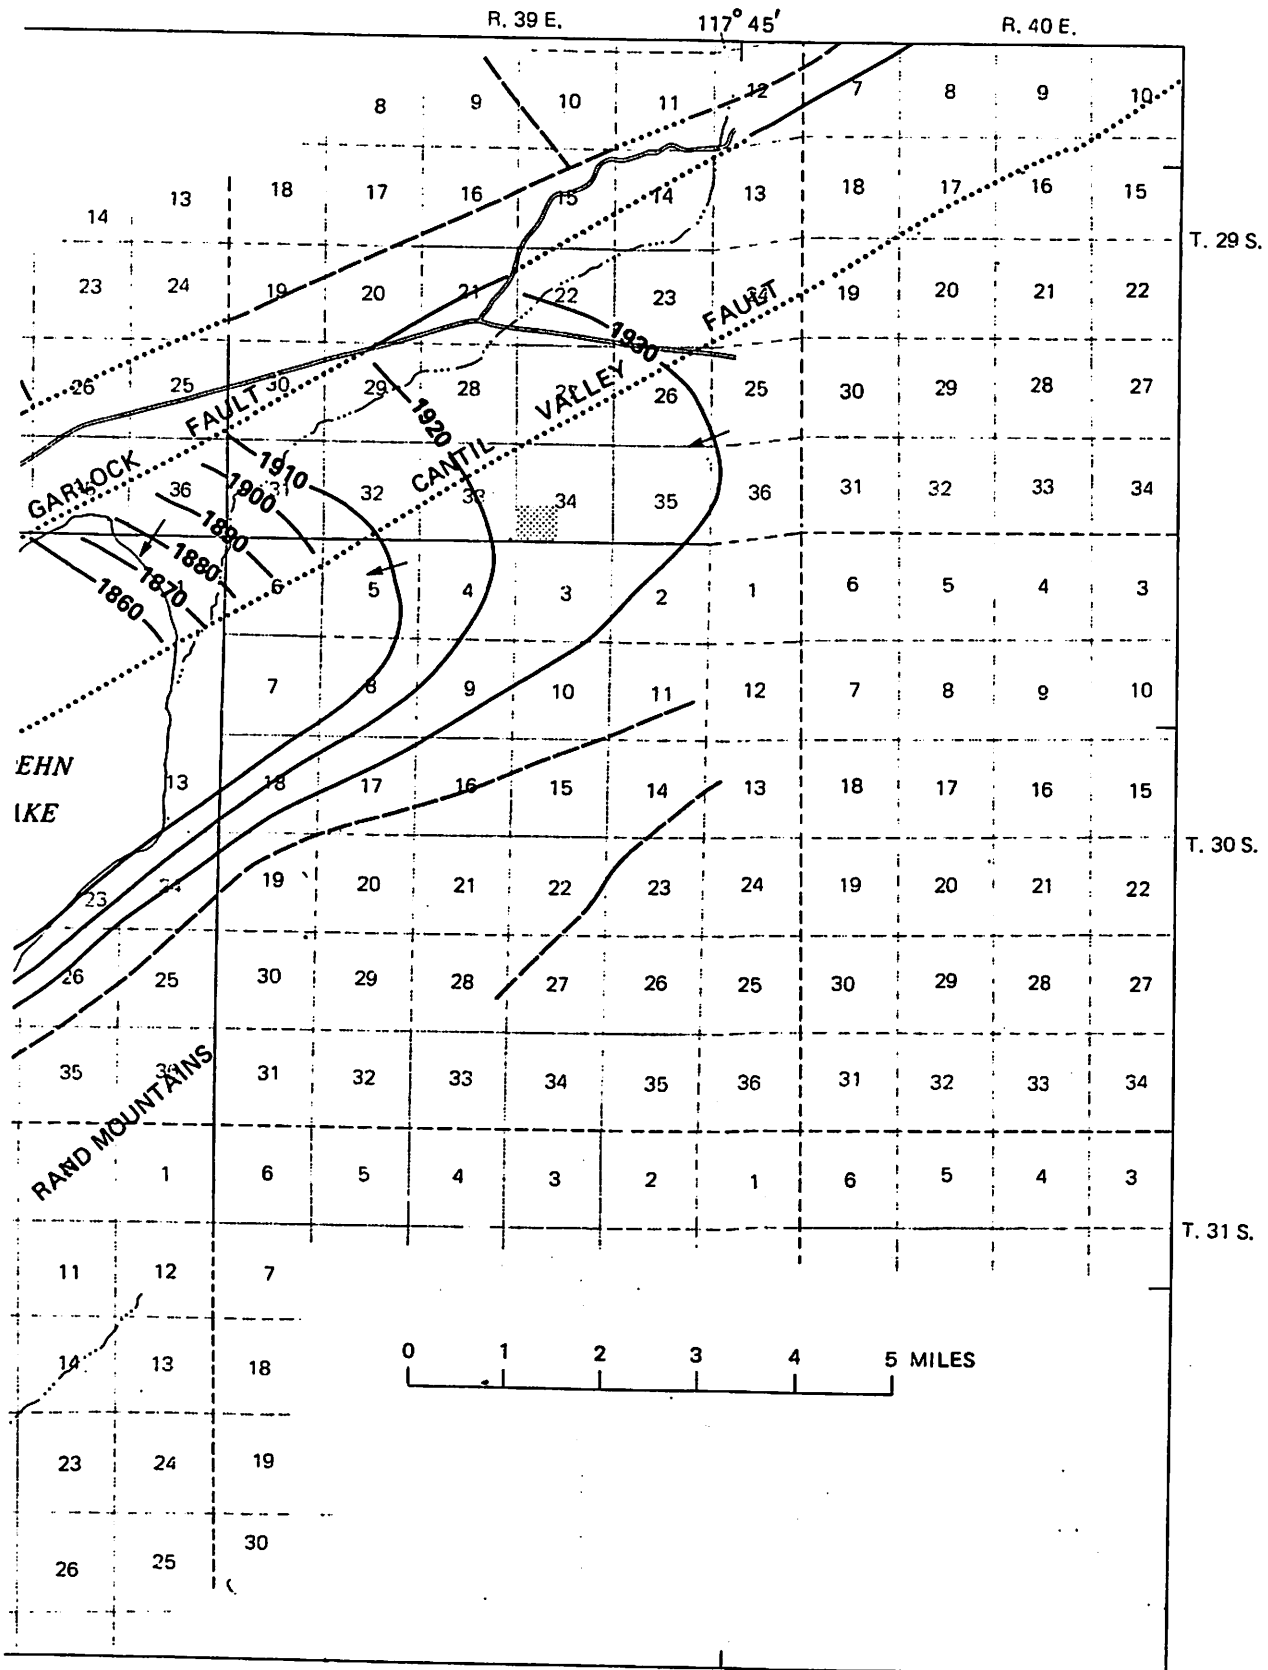 R. 39 E. 117° 45′ R. 40 E.
8 9 10 11 12 7 8 9 10
14 13 18 17 16 15 14 13 18 17 16 15
T. 29 S.
23 24 19 20 21 22 23 24 19 20 21 22
FAULT
1930
26 25 30 29 28 26 25 30 29 28 27
VALLEY
FAULT
1920
CANTIL
GARLOCK
1910
36 31 32 33 34 35 36 31 32 33 34
1900
1890
1880
1870
1860
6 5 4 3 2 1 6 5 4 3
7 8 9 10 11 12 7 8 9 10
EHN
AKE
13 18 17 16 15 14 13 18 17 16 15
T. 30 S.
23 24 19 20 21 22 23 24 19 20 21 22
26 25 30 29 28 27 26 25 30 29 28 27
35 36 31 32 33 34 35 36 31 32 33 34
RAND MOUNTAINS
1 6 5 4 3 2 1 6 5 4 3
T. 31 S.
11 12 7
14 13 18
0 1 2 3 4 5 MILES
23 24 19
26 25 30